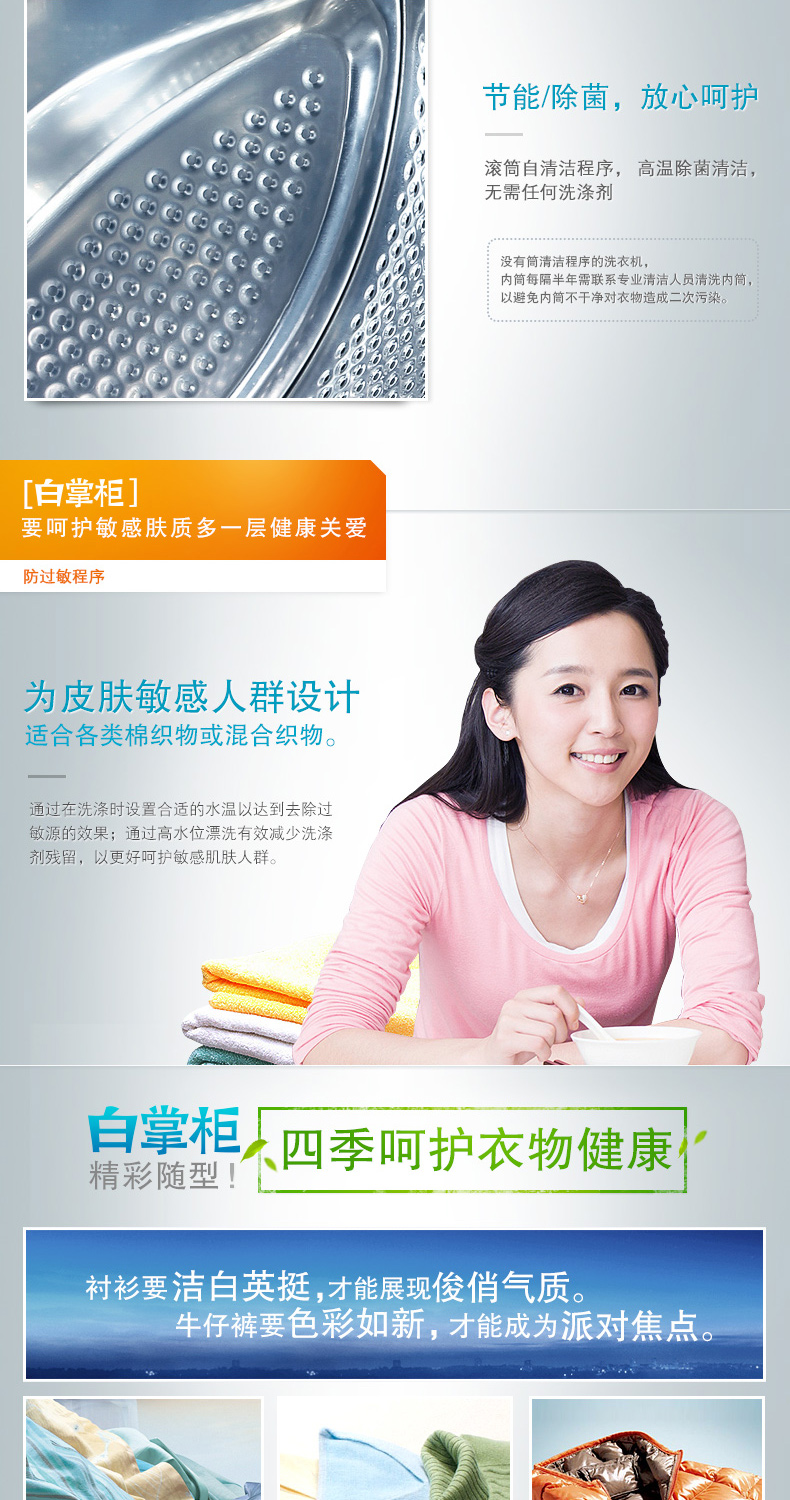 节能/除菌，放心呵护
滚筒自清洁程序， 高温除菌清洁，
无需任何洗涤剂
没有筒清洁程序的洗衣机，
内筒每隔半年需联系专业清洁人员清洗内筒，
以避免内筒不干净对衣物造成二次污染。
[白掌柜]
要呵护敏感肤质多一层健康关爱
防过敏程序
为皮肤敏感人群设计
适合各类棉织物或混合织物。
通过在洗涤时设置合适的水温以达到去除过
敏源的效果；通过高水位漂洗有效减少洗涤
剂残留，以更好呵护敏感肌肤人群。
白掌柜
精彩随型！
四季呵护衣物健康
衬衫要洁白英挺，才能展现俊俏气质。
牛仔裤要色彩如新，才能成为派对焦点。